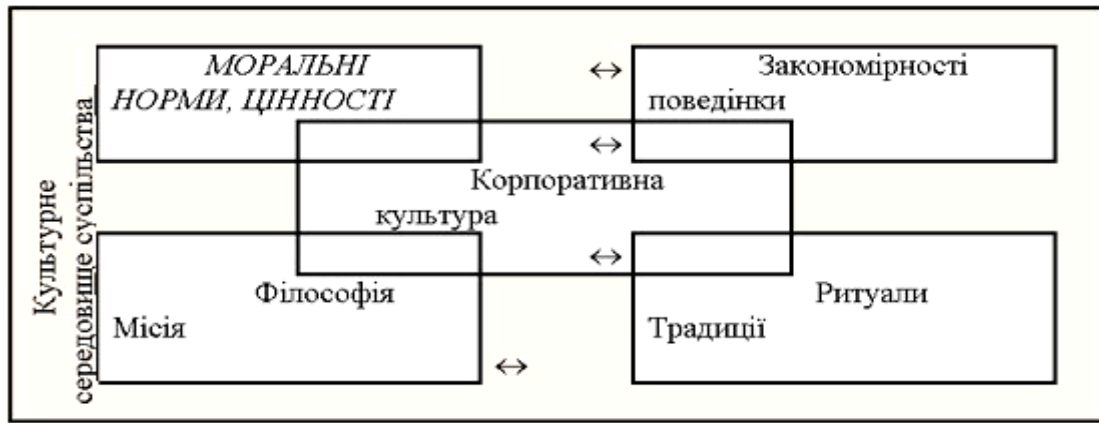 МОРАЛЬНІ
НОРМИ, ЦІННОСТІ
↔
Закономірності
поведінки
↔
Корпоративна
культура
↔
Філософія
Місія
↔
Ритуали
Традиції
Культурне
середовище суспільства